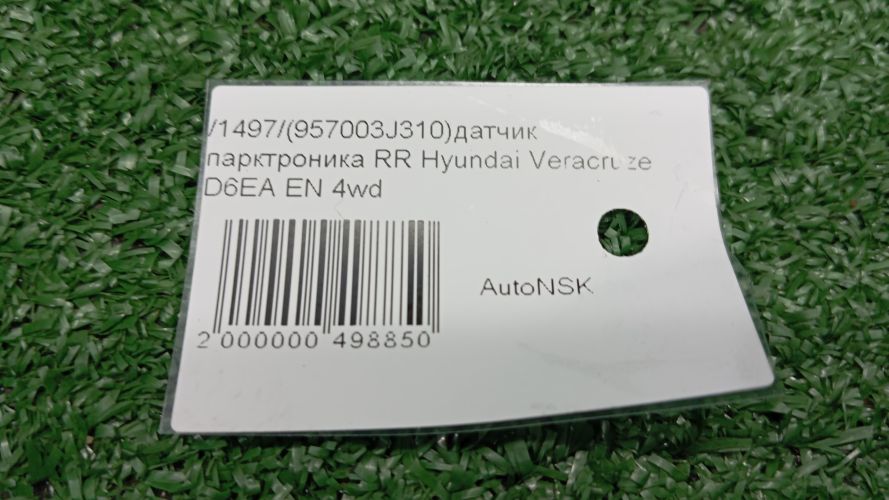 /1497/(957003J310)датчик
парктроника RR Hyundai Veracruze
D6EA EN 4wd
AutoNSK
2 000000 498850